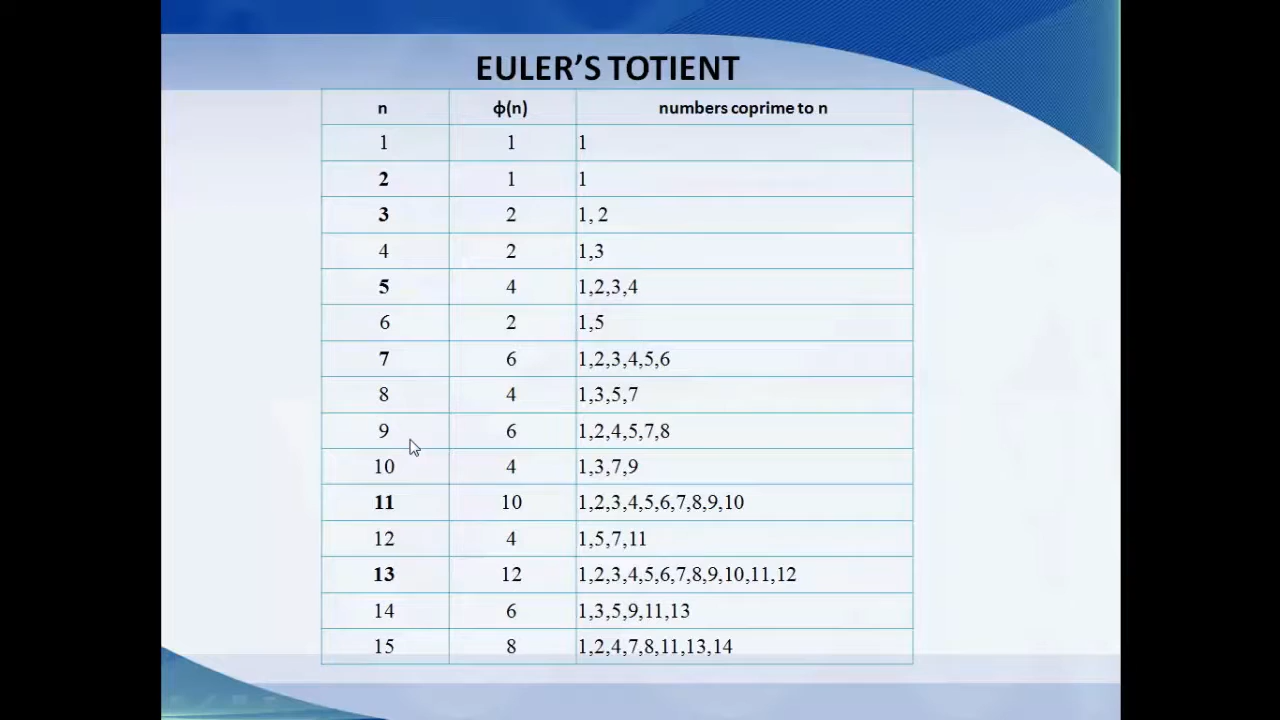 EULER'S TOTIENT
n ϕ(n) numbers coprime to n
1 1 1
2 1 1
3 2 1, 2
4 2 1,3
5 4 1,2,3,4
6 2 1,5
7 6 1,2,3,4,5,6
8 4 1,3,5,7
9 6 1,2,4,5,7,8
10 4 1,3,7,9
11 10 1,2,3,4,5,6,7,8,9,10
12 4 1,5,7,11
13 12 1,2,3,4,5,6,7,8,9,10,11,12
14 6 1,3,5,9,11,13
15 8 1,2,4,7,8,11,13,14